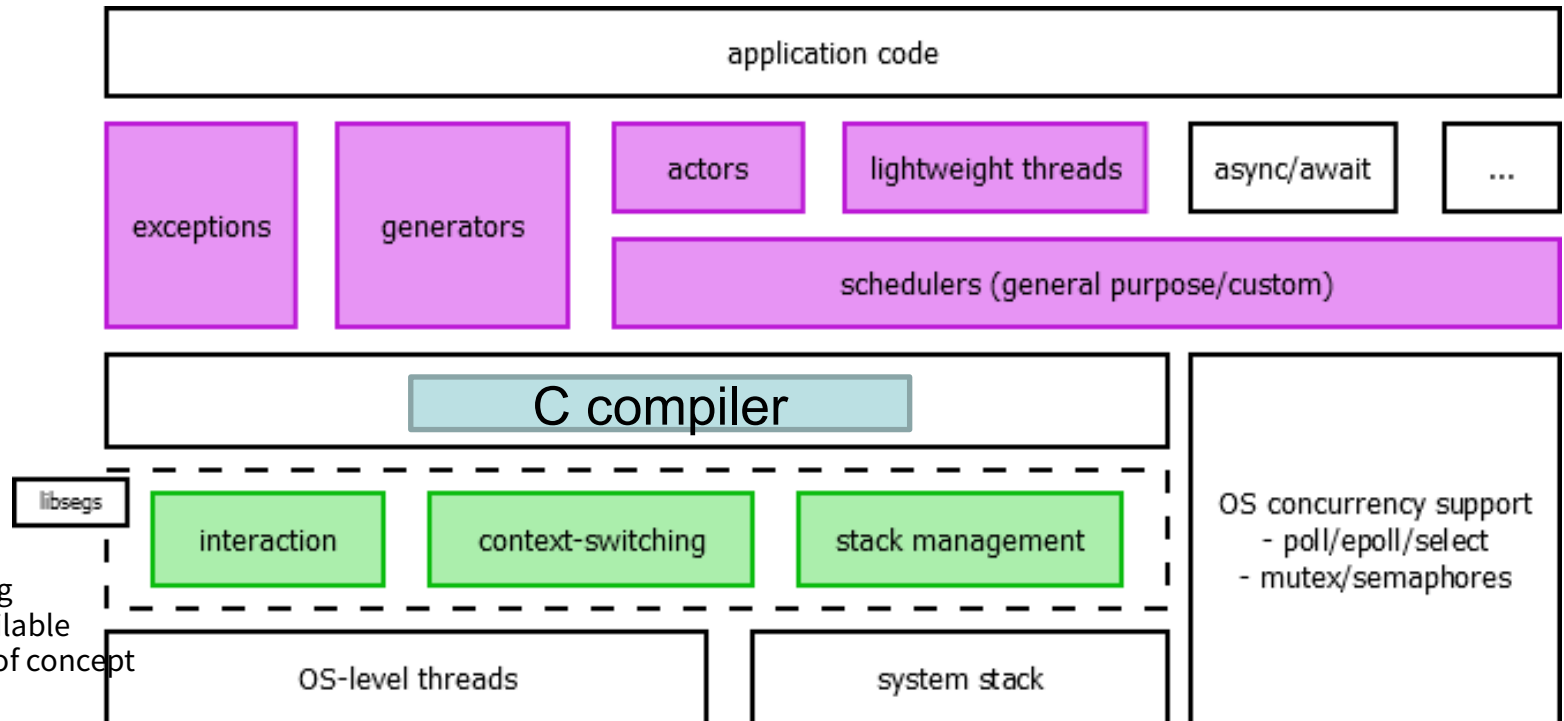 application code
exceptions
generators
actors
lightweight threads
async/await
...
schedulers (general purpose/custom)
C compiler
libsegs
interaction
context-switching
stack management
OS concurrency support
- poll/epoll/select
- mutex/semaphores
of concept
OS-level threads
system stack